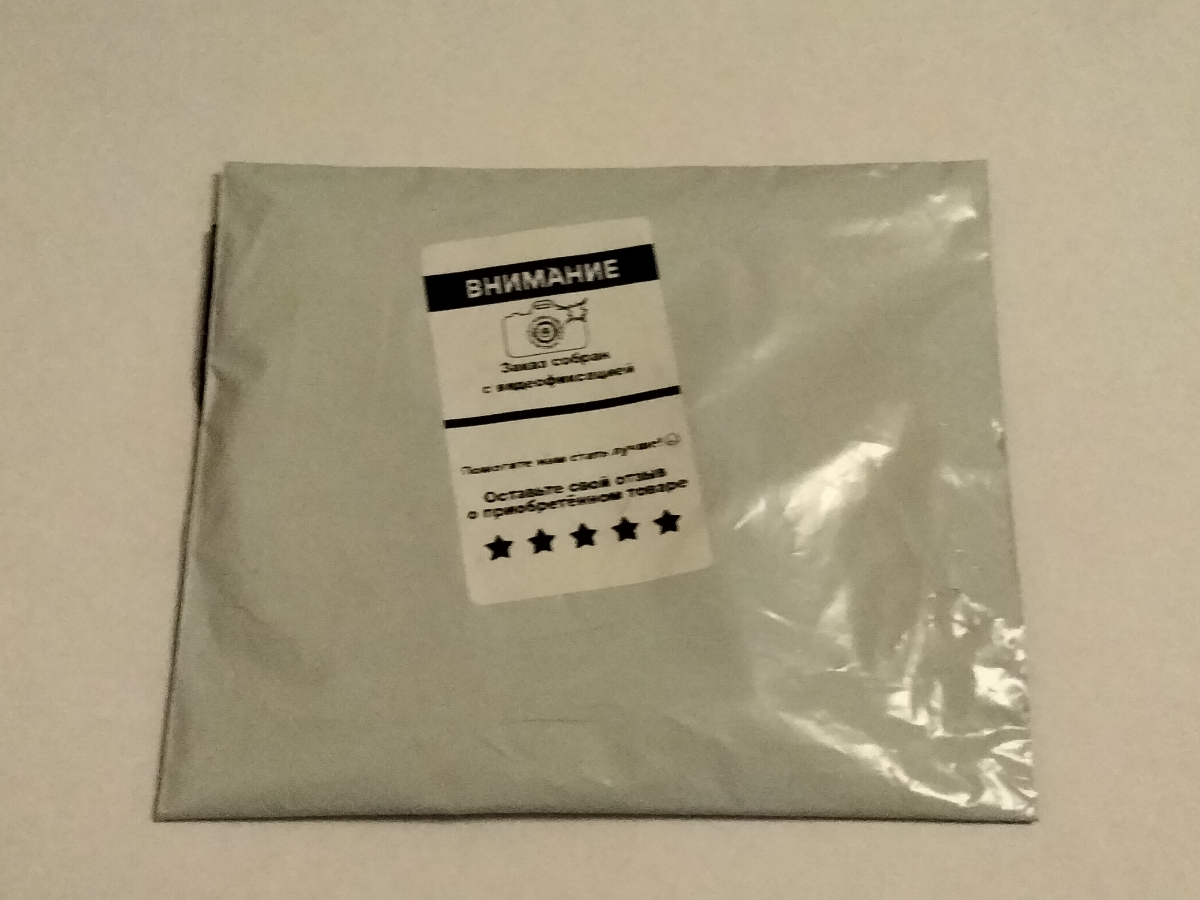 ВНИМАНИЕ
Заказ собран
с видеофиксацией
Помогите нам стать лучше!
Оставьте свой отзыв
о приобретённом товаре